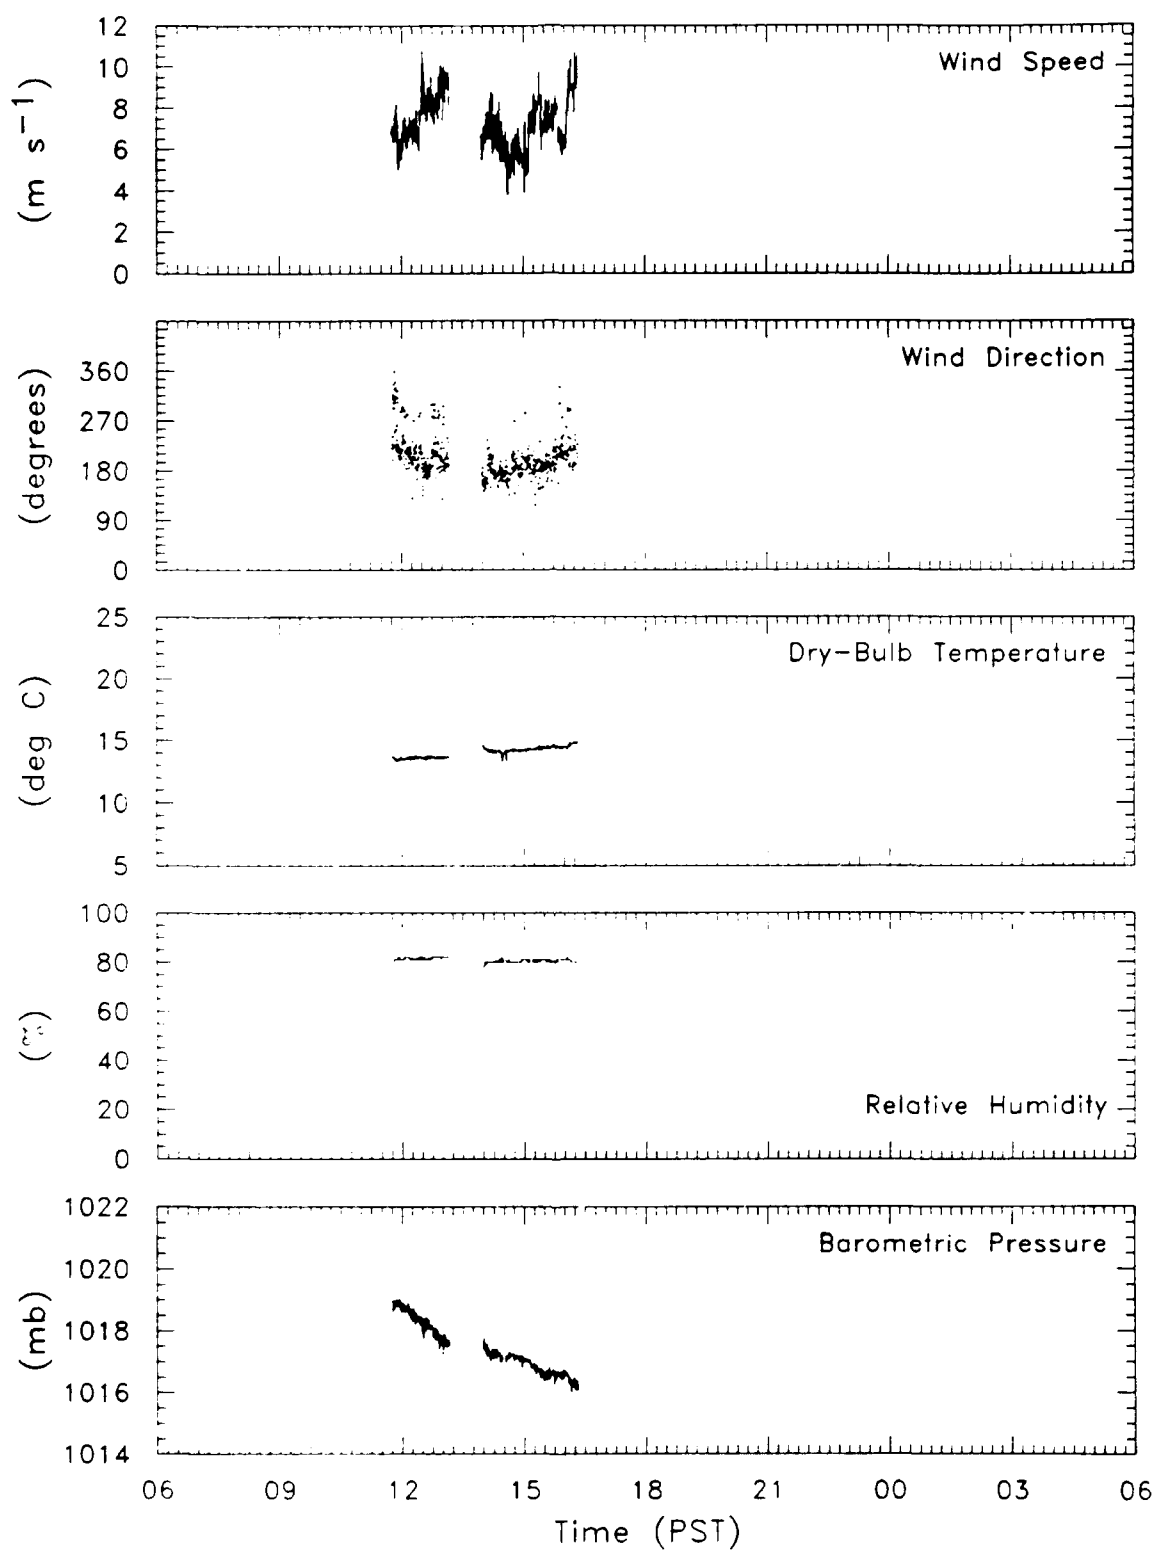 12
10
8
6
4
2
0
(m s⁻¹)
Wind Speed
360
270
180
90
0
(degrees)
Wind Direction
25
20
15
10
5
(deg C)
Dry-Bulb Temperature
100
80
60
40
20
0
Relative Humidity
1022
1020
1018
1016
1014
(mb)
Barometric Pressure
06 09 12 15 18 21 00 03 06
Time (PST)